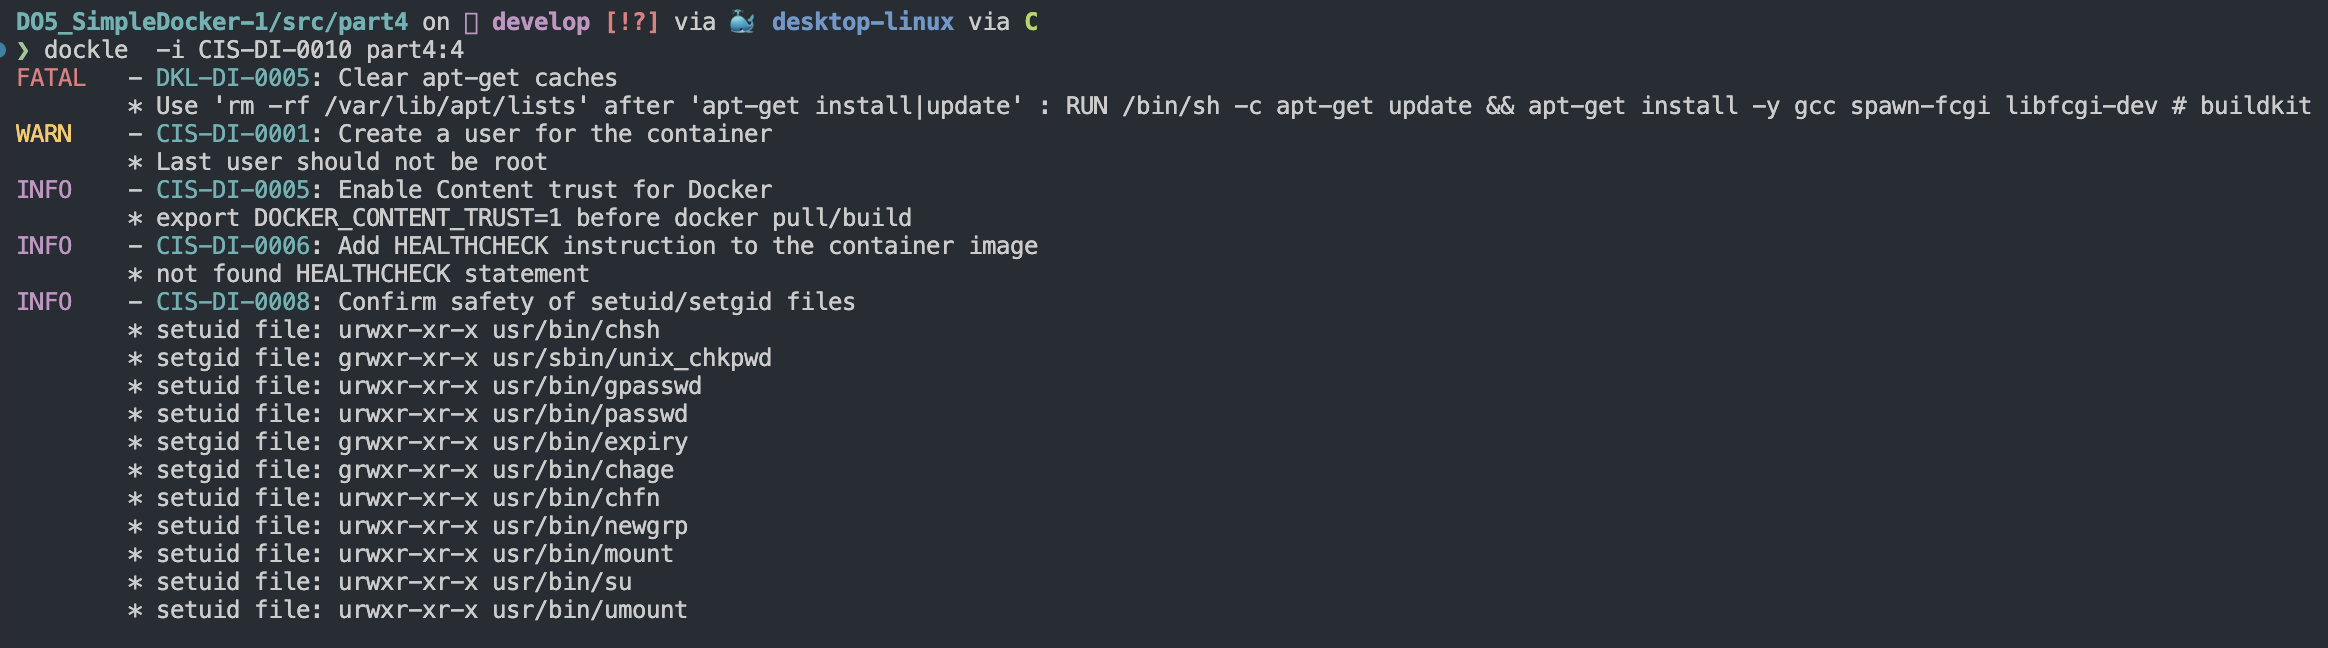 DO5_SimpleDocker-1/src/part4 on develop [!?] via 🐳 desktop-linux via C
❯ dockle  -i CIS-DI-0010 part4:4
FATAL   - DKL-DI-0005: Clear apt-get caches
        * Use 'rm -rf /var/lib/apt/lists' after 'apt-get install|update' : RUN /bin/sh -c apt-get update && apt-get install -y gcc spawn-fcgi libfcgi-dev # buildkit
WARN    - CIS-DI-0001: Create a user for the container
        * Last user should not be root
INFO    - CIS-DI-0005: Enable Content trust for Docker
        * export DOCKER_CONTENT_TRUST=1 before docker pull/build
INFO    - CIS-DI-0006: Add HEALTHCHECK instruction to the container image
        * not found HEALTHCHECK statement
INFO    - CIS-DI-0008: Confirm safety of setuid/setgid files
        * setuid file: urwxr-xr-x usr/bin/chsh
        * setgid file: grwxr-xr-x usr/sbin/unix_chkpwd
        * setuid file: urwxr-xr-x usr/bin/gpasswd
        * setuid file: urwxr-xr-x usr/bin/passwd
        * setgid file: grwxr-xr-x usr/bin/expiry
        * setgid file: grwxr-xr-x usr/bin/chage
        * setuid file: urwxr-xr-x usr/bin/chfn
        * setuid file: urwxr-xr-x usr/bin/newgrp
        * setuid file: urwxr-xr-x usr/bin/mount
        * setuid file: urwxr-xr-x usr/bin/su
        * setuid file: urwxr-xr-x usr/bin/umount